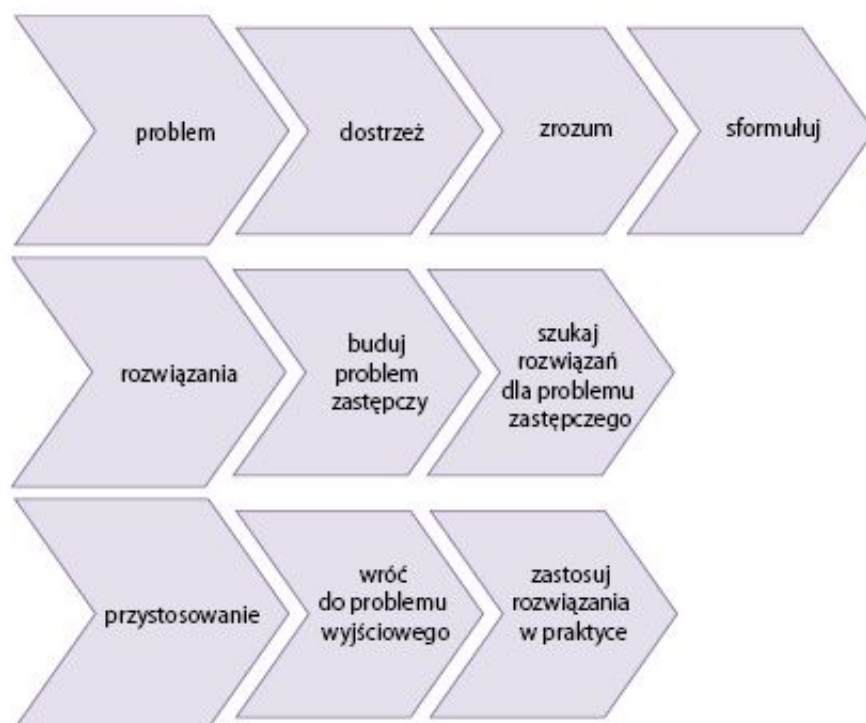 problem
dostrzeż
zrozum
sformułuj
rozwiązania
buduj
problem
zastępczy
szukaj
rozwiązań
dla problemu
zastępczego
przystosowanie
wróć
do problemu
wyjściowego
zastosuj
rozwiązania
w praktyce